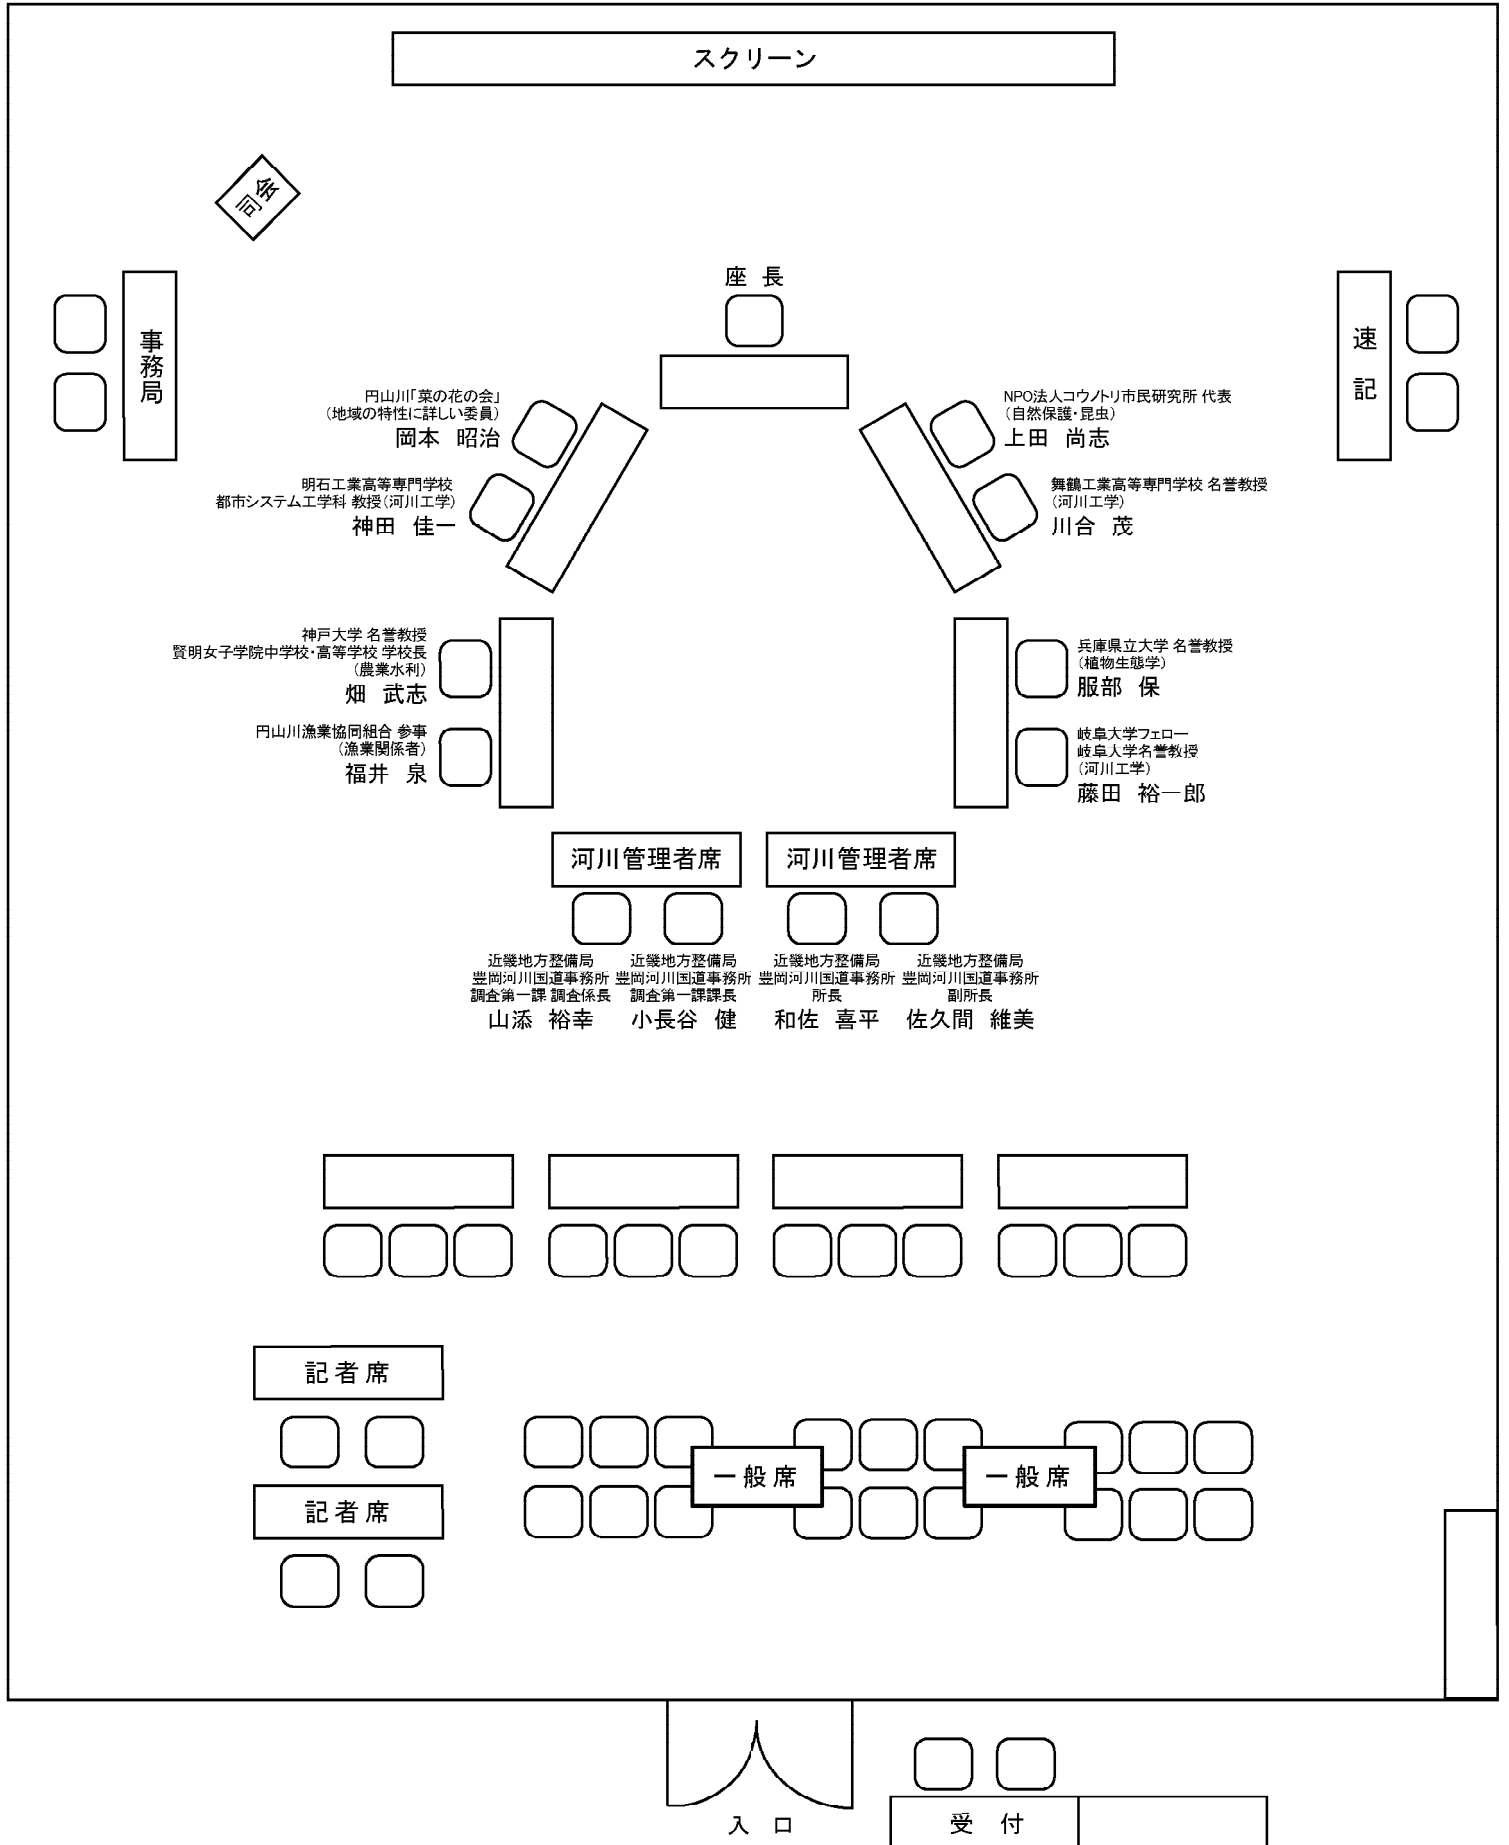 スクリーン
司会
座長
事務局
速記
円山川「菜の花の会」
（地域の特性に詳しい委員）
岡本 昭治
明石工業高等専門学校
都市システム工学科 教授（河川工学）
神田 佳一
神戸大学 名誉教授
賢明女子学院中学校・高等学校 学校長
（農業水利）
畑 武志
円山川漁業協同組合 参事
（漁業関係者）
福井 泉
NPO法人コウノトリ市民研究所 代表
（自然保護・昆虫）
上田 尚志
舞鶴工業高等専門学校 名誉教授
（河川工学）
川合 茂
兵庫県立大学 名誉教授
（植物生態学）
服部 保
岐阜大学フェロー
岐阜大学名誉教授
（河川工学）
藤田 裕一郎
河川管理者席
河川管理者席
近畿地方整備局
豊岡河川国道事務所
調査第一課 調査係長
山添 裕幸
近畿地方整備局
豊岡河川国道事務所
調査第一課課長
小長谷 健
近畿地方整備局
豊岡河川国道事務所
所長
和佐 喜平
近畿地方整備局
豊岡河川国道事務所
副所長
佐久間 維美
記者席
記者席
一般席
一般席
入口
受付